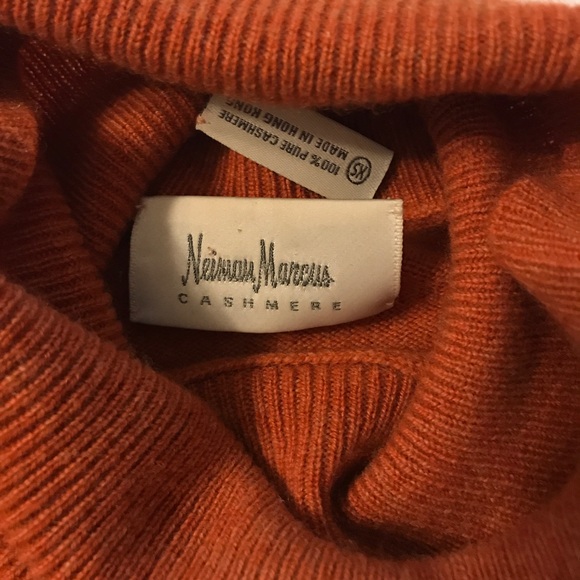 100% PURE CASHMERE
MADE IN HONG KONG
XS
Neiman Marcus
CASHMERE